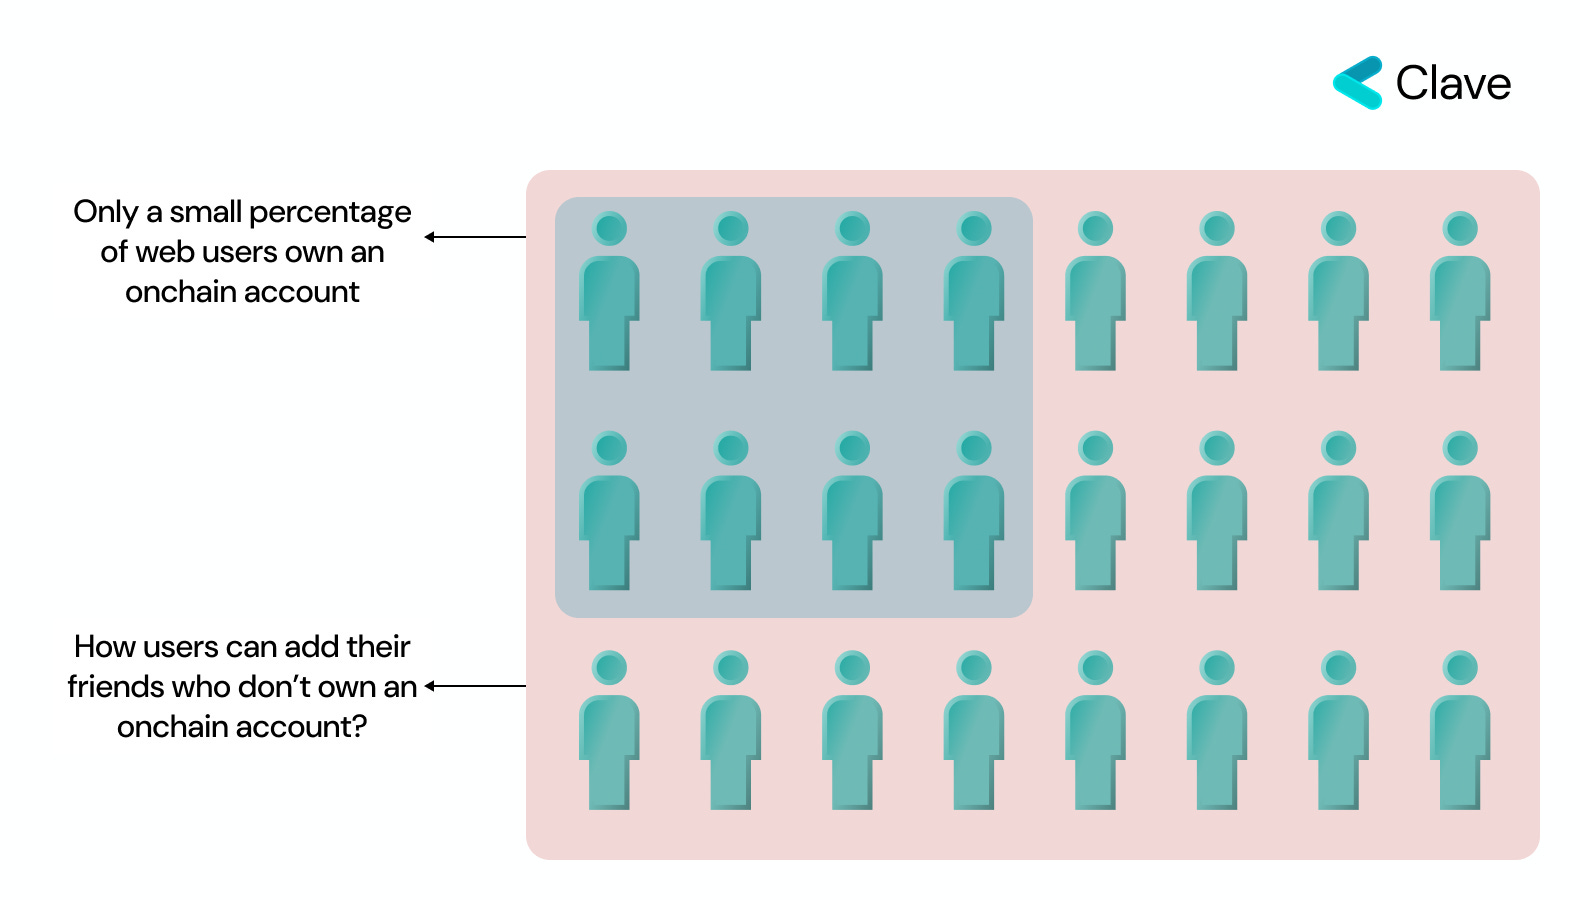 Clave
Only a small percentage
of web users own an
onchain account
How users can add their
friends who don’t own an
onchain account?